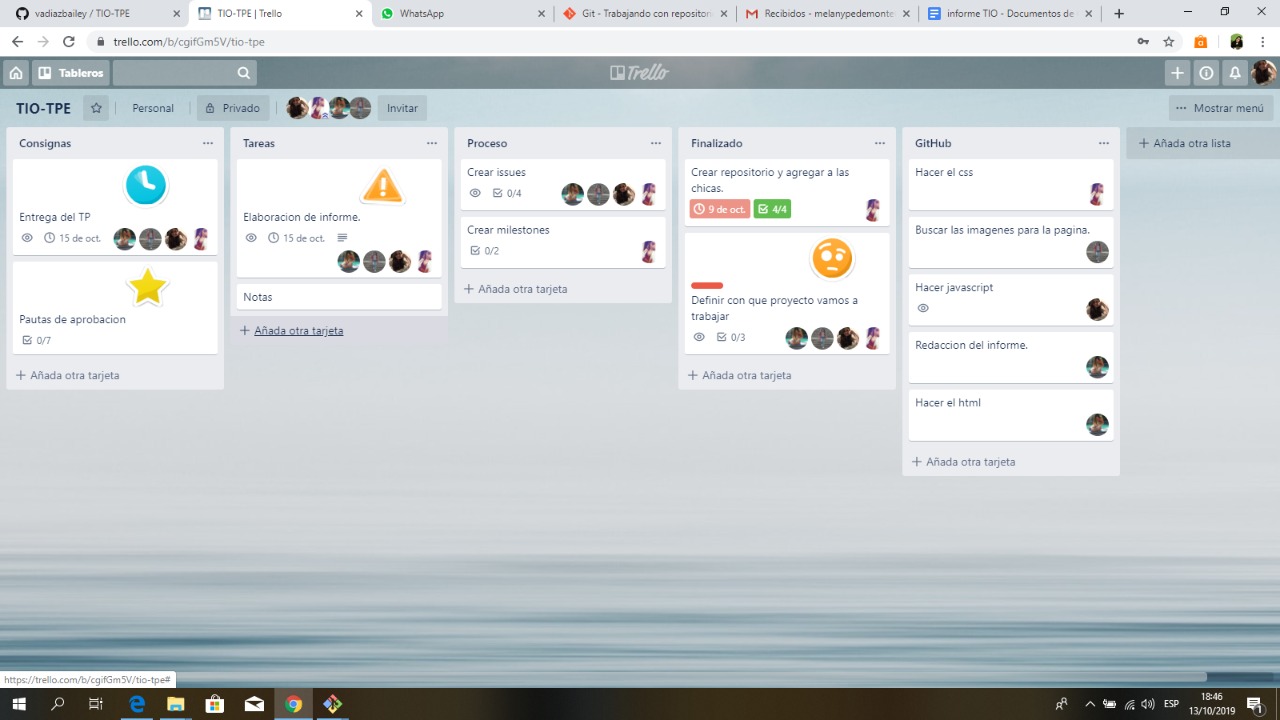 vadiazbailey / TIO-TPE
TIO-TPE | Trello
WhatsApp
Git - Trabajando con repositori
Recibidos - melanypedemonte
informe TIO - Documentos de
trello.com/b/cgifGm5V/tio-tpe
Tableros
Trello
TIO-TPE
Personal
Privado
Invitar
Mostrar menú
Consignas
Entrega del TP
15 de oct.
Pautas de aprobacion
0/7
Añada otra tarjeta
Tareas
Elaboracion de informe.
15 de oct.
Notas
Añada otra tarjeta
Proceso
Crear issues
0/4
Crear milestones
0/2
Añada otra tarjeta
Finalizado
Crear repositorio y agregar a las
chicas.
9 de oct.
4/4
Definir con que proyecto vamos a
trabajar
0/3
Añada otra tarjeta
GitHub
Hacer el css
Buscar las imagenes para la pagina.
Hacer javascript
Redaccion del informe.
Hacer el html
Añada otra tarjeta
Añada otra lista
https://trello.com/b/cgifGm5V/tio-tpe#
ESP
18:46
13/10/2019
1